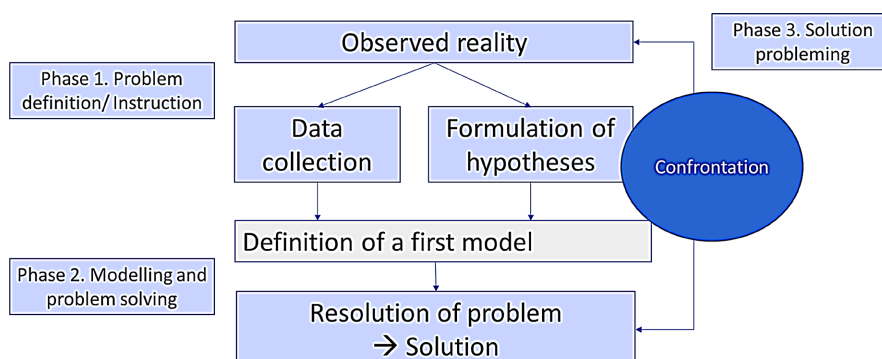 Observed reality
Phase 3. Solution
probleming
Phase 1. Problem
definition/ Instruction
Data
collection
Formulation of
hypotheses
Confrontation
Definition of a first model
Phase 2. Modelling and
problem solving
Resolution of problem
→ Solution